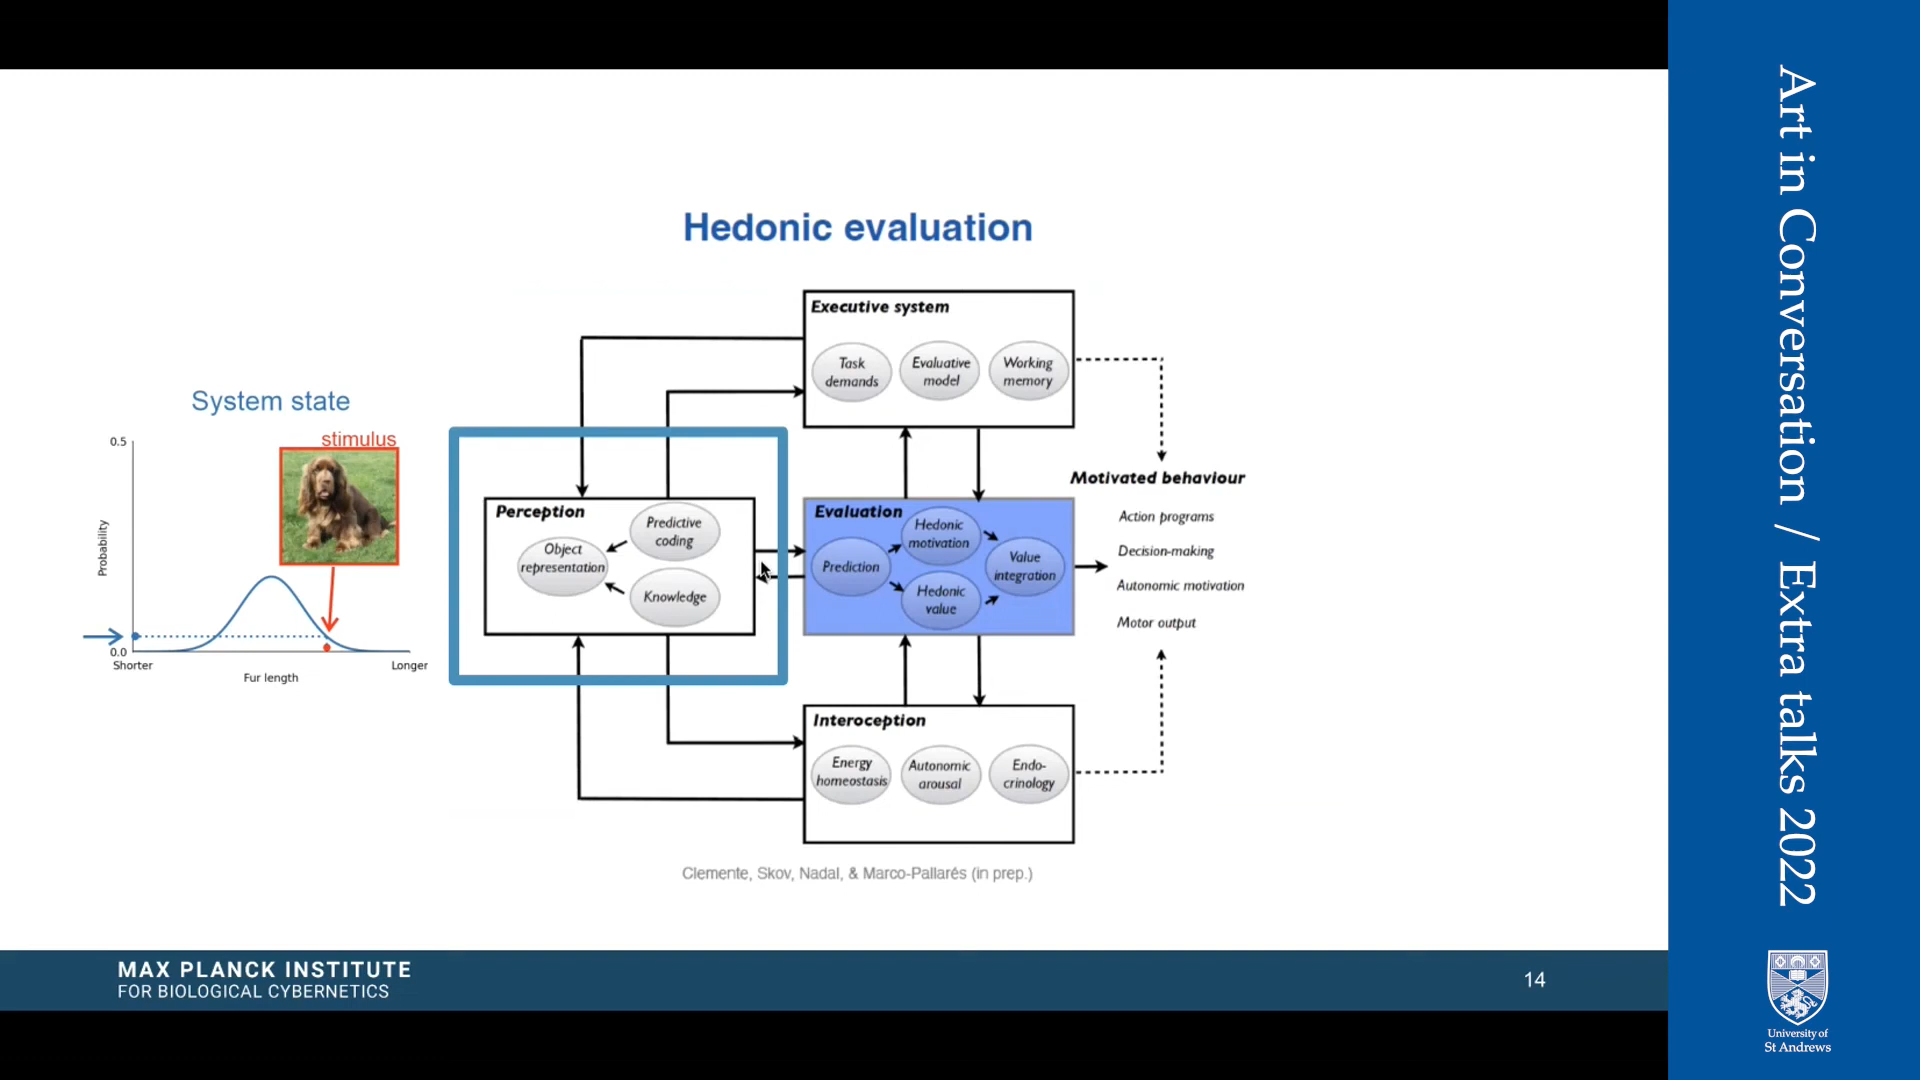 Hedonic evaluation
System state
stimulus
0.5
Probability
0.0
Shorter
Longer
Fur length
Executive system
Task
demands
Evaluative
model
Working
memory
Perception
Object
representation
Predictive
coding
Knowledge
Evaluation
Prediction
Hedonic
motivation
Hedonic
value
Value
integration
Motivated behaviour
Action programs
Decision-making
Autonomic motivation
Motor output
Interoception
Energy
homeostasis
Autonomic
arousal
Endo-
crinology
Clemente, Skov, Nadal, & Marco-Pallarés (in prep.)
MAX PLANCK INSTITUTE
FOR BIOLOGICAL CYBERNETICS
14
Art in Conversation / Extra talks 2022
University of
St Andrews